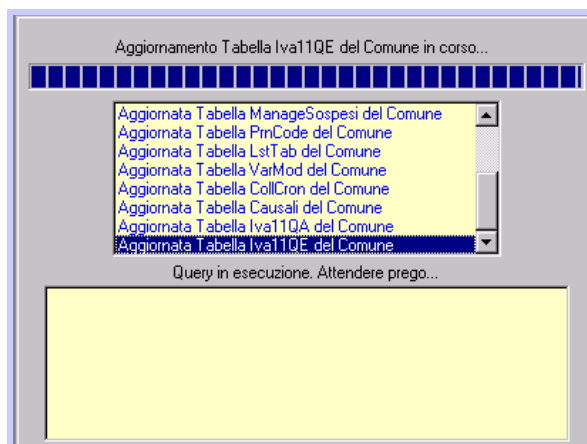 Aggiornamento Tabella Iva11QE del Comune in corso...
Aggiornata Tabella ManageSospesi del Comune
Aggiornata Tabella PrnCode del Comune
Aggiornata Tabella LstTab del Comune
Aggiornata Tabella VarMod del Comune
Aggiornata Tabella CollCron del Comune
Aggiornata Tabella Causali del Comune
Aggiornata Tabella Iva11QA del Comune
Aggiornata Tabella Iva11QE del Comune
Query in esecuzione. Attendere prego...